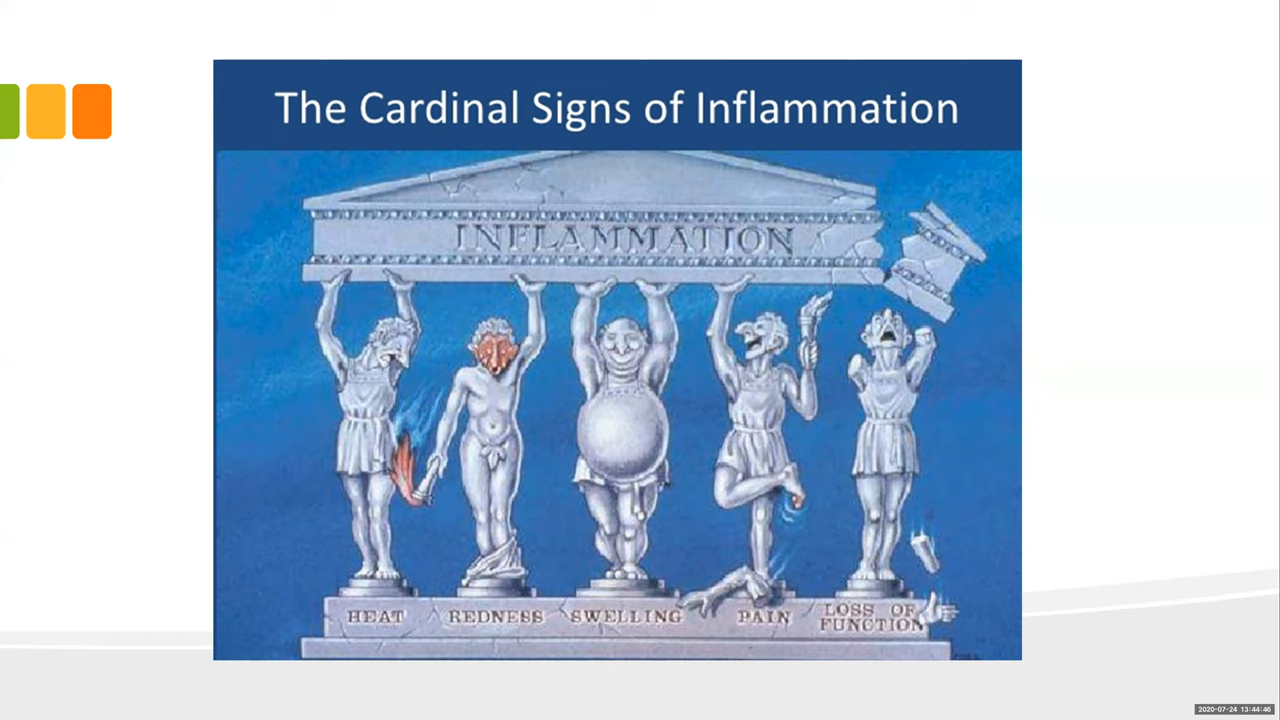 The Cardinal Signs of Inflammation
INFLAMMATION
HEAT REDNESS SWELLING PAIN LOSS OF
FUNCTION
2020-07-24 13:44:46